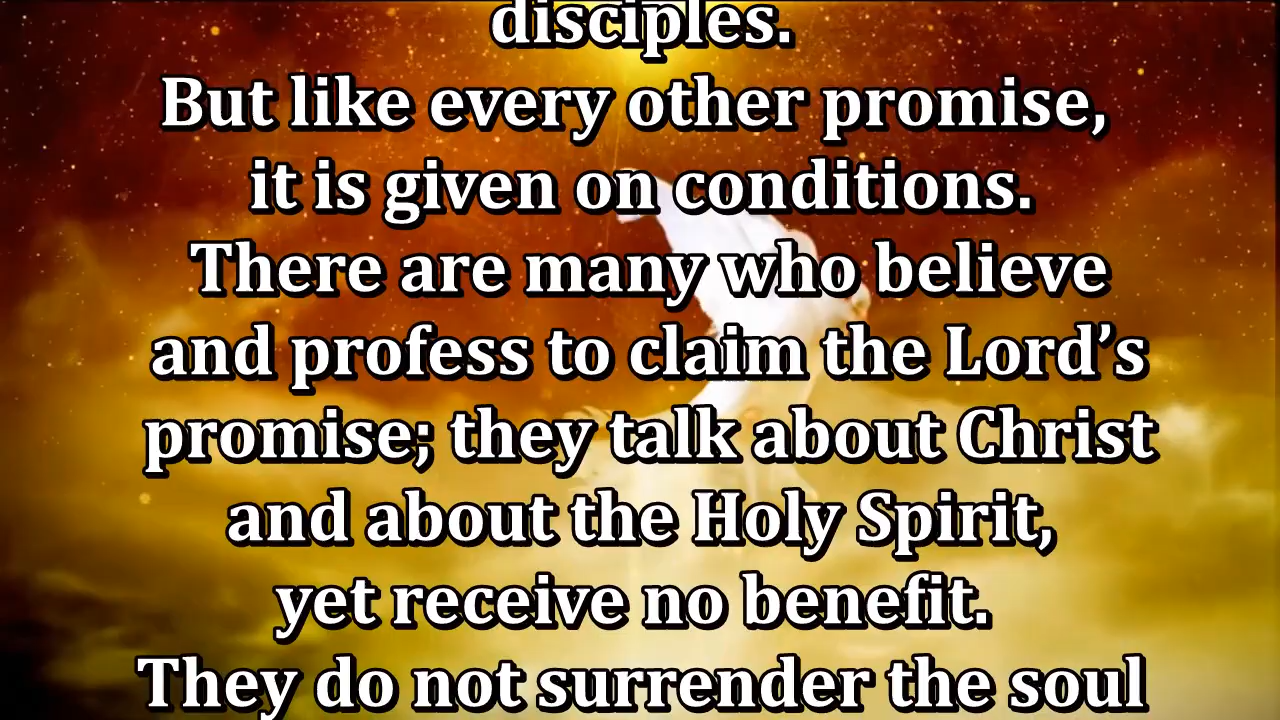 disciples.
But like every other promise,
it is given on conditions.
There are many who believe
and profess to claim the Lord’s
promise; they talk about Christ
and about the Holy Spirit,
yet receive no benefit.
They do not surrender the soul